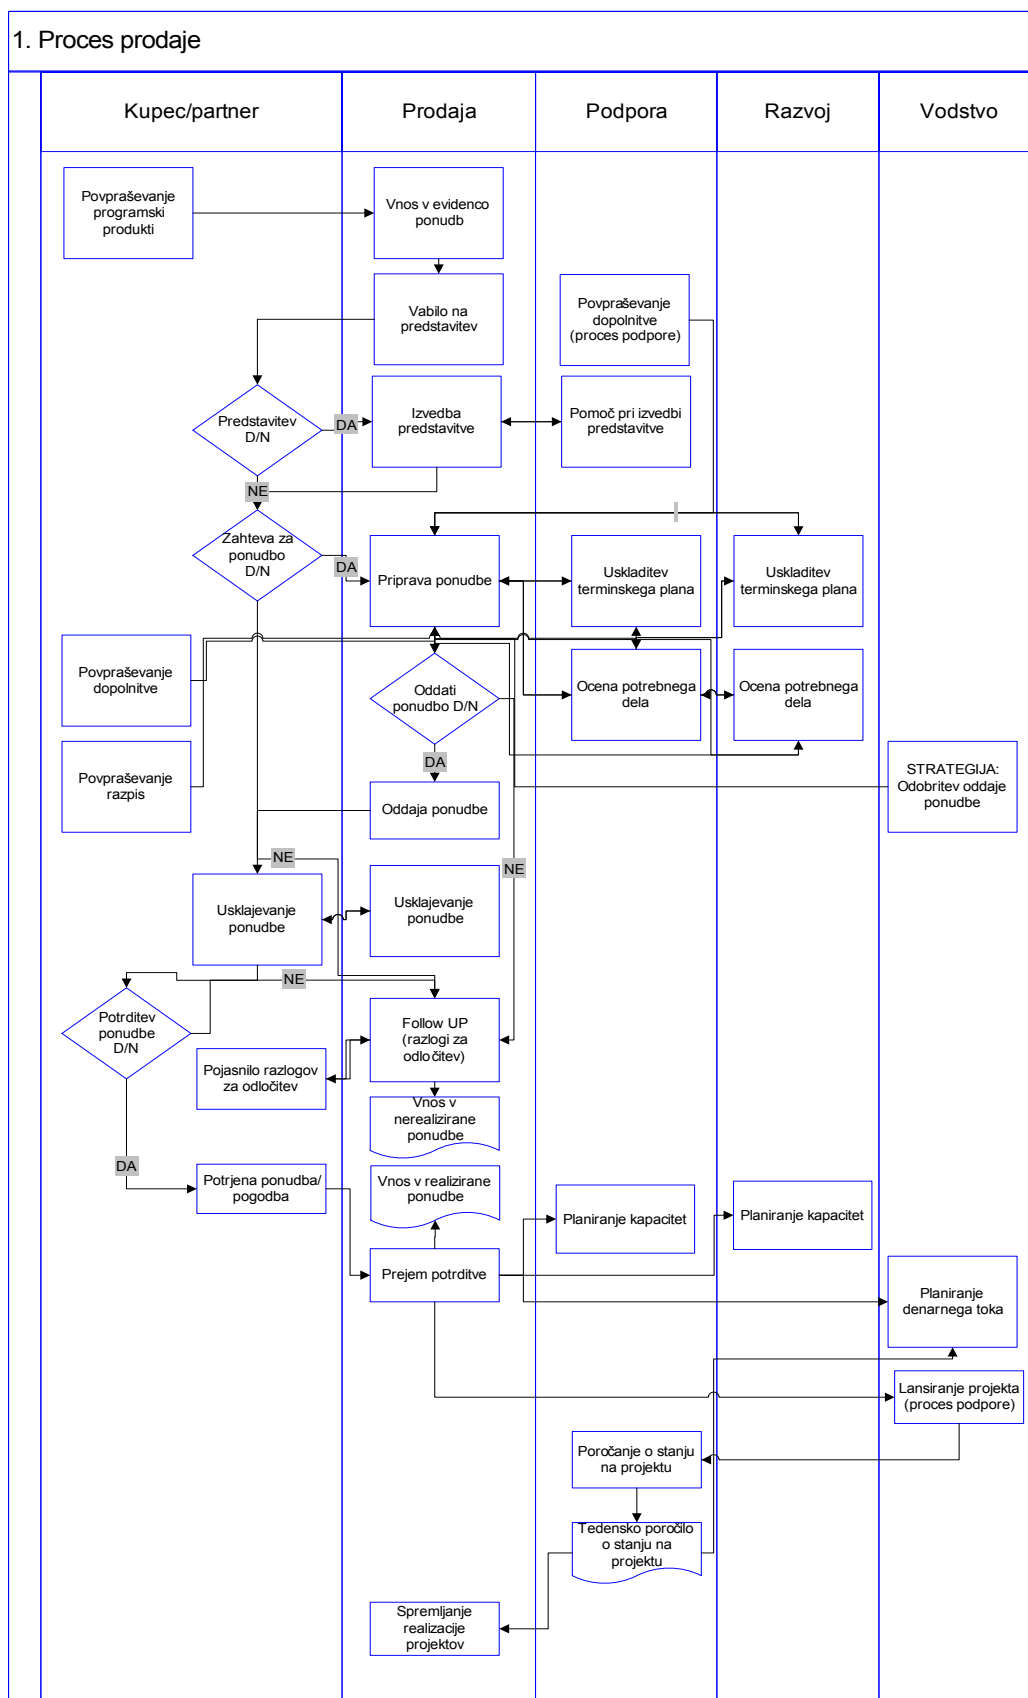 1. Proces prodaje
Kupec/partner
Prodaja
Podpora
Razvoj
Vodstvo
Povpraševanje
programski
produkti
Vnos v evidenco
ponudb
Vabilo na
predstavitev
Povpraševanje
dopolnitve
(proces podpore)
Predstavitev
D/N
DA
Izvedba
predstavitve
Pomoč pri izvedbi
predstavitve
NE
Zahteva za
ponudbo
D/N
DA
Priprava ponudbe
Uskladitev
terminskega plana
Uskladitev
terminskega plana
Povpraševanje
dopolnitve
Oddati
ponudbo D/N
Ocena potrebnega
dela
Ocena potrebnega
dela
Povpraševanje
razpis
DA
Oddaja ponudbe
STRATEGIJA:
Odobritev oddaje
ponudbe
NE
NE
Usklajevanje
ponudbe
Usklajevanje
ponudbe
NE
Potrditev
ponudbe
D/N
Follow UP
(razlogi za
odločitev)
Pojasnilo razlogov
za odločitev
Vnos v
nerealizirane
ponudbe
DA
Potrjena ponudba/
pogodba
Vnos v realizirane
ponudbe
Planiranje kapacitet
Planiranje kapacitet
Prejem potrditve
Planiranje
denarnega toka
Lansiranje projekta
(proces podpore)
Poročanje o stanju
na projektu
Tedensko poročilo
o stanju na
projektu
Spremljanje
realizacije
projektov